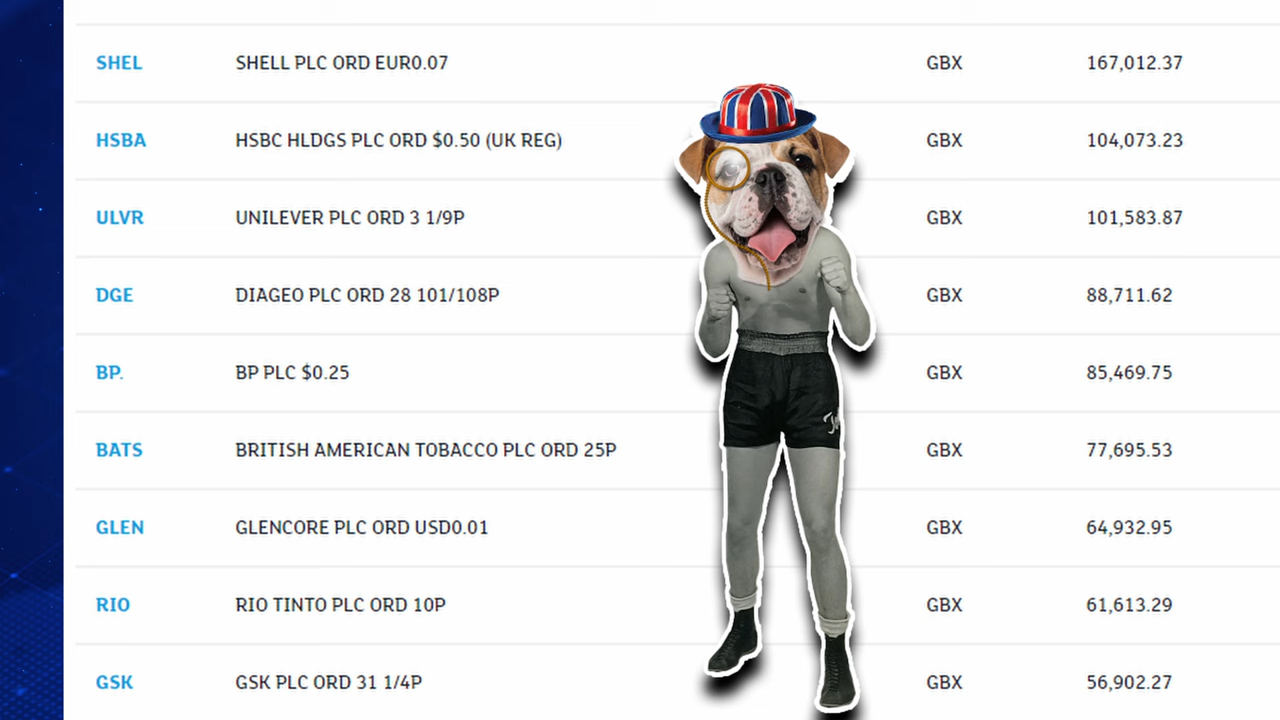 SHEL SHELL PLC ORD EUR0.07 GBX 167,012.37
HSBA HSBC HLDGS PLC ORD $0.50 (UK REG) GBX 104,073.23
ULVR UNILEVER PLC ORD 3 1/9P GBX 101,583.87
DGE DIAGEO PLC ORD 28 101/108P GBX 88,711.62
BP. BP PLC $0.25 GBX 85,469.75
BATS BRITISH AMERICAN TOBACCO PLC ORD 25P GBX 77,695.53
GLEN GLENCORE PLC ORD USD0.01 GBX 64,932.95
RIO RIO TINTO PLC ORD 10P GBX 61,613.29
GSK GSK PLC ORD 31 1/4P GBX 56,902.27